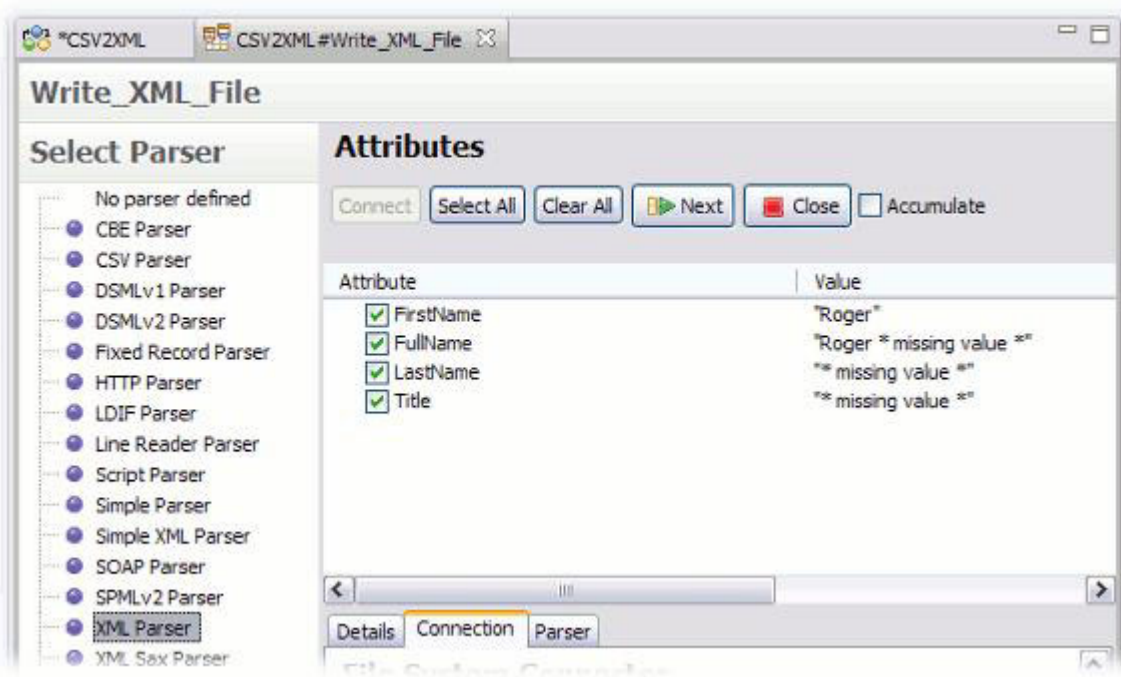 *CSV2XML CSV2XML#Write_XML_File
Write_XML_File
Select Parser
No parser defined
CBE Parser
CSV Parser
DSMLv1 Parser
DSMLv2 Parser
Fixed Record Parser
HTTP Parser
LDIF Parser
Line Reader Parser
Script Parser
Simple Parser
Simple XML Parser
SOAP Parser
SPMLv2 Parser
XML Parser
XML Sax Parser
Attributes
Connect Select All Clear All Next Close Accumulate
Attribute Value
FirstName "Roger"
FullName "Roger * missing value *"
LastName "* missing value *"
Title "* missing value *"
Details Connection Parser
File System Connector